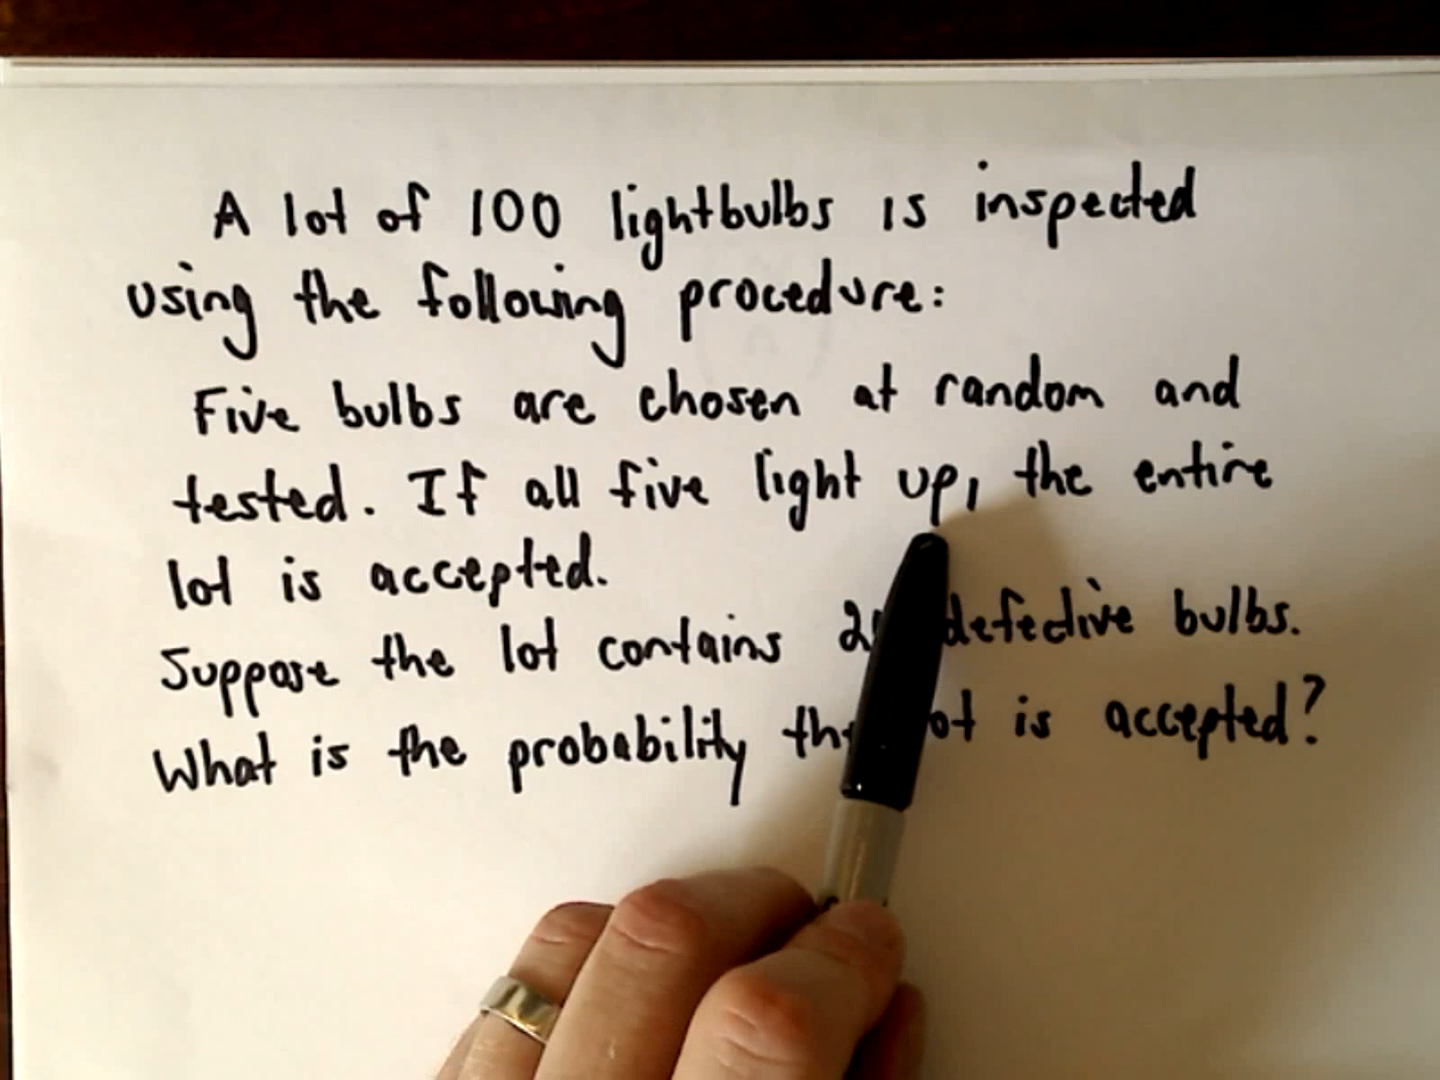 A lot of 100 lightbulbs is inspected
using the following procedure:
Five bulbs are chosen at random and
tested. If all five light up, the entire
lot is accepted.
Suppose the lot contains defective bulbs.
What is the probability is accepted?